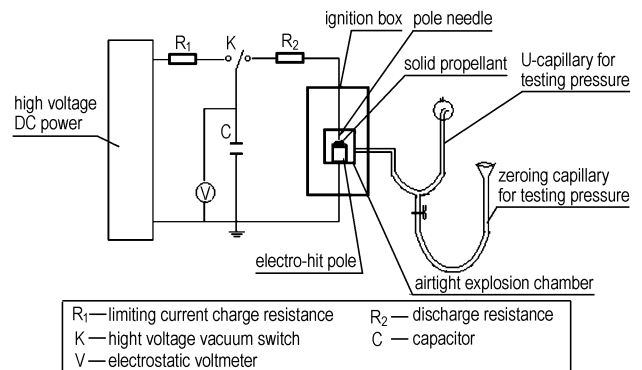 ignition box
pole needle
R1
K
R2
solid propellant
U-capillary for
testing pressure
high voltage
DC power
C
V
zeroing capillary
for testing pressure
electro-hit pole
airtight explosion chamber
R1—limiting current charge resistance
R2— discharge resistance
K—hight voltage vacuum switch
C — capacitor
V—electrostatic voltmeter